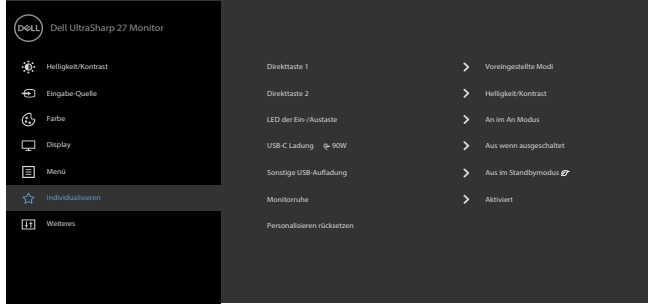 DELL Dell UltraSharp 27 Monitor
Helligkeit/Kontrast
Eingabe-Quelle
Farbe
Display
Menü
Individualisieren
Weiteres
Direkttaste 1 Voreingestellte Modi
Direkttaste 2 Helligkeit/Kontrast
LED der Ein-/Austaste An im An Modus
USB-C Ladung 90W Aus wenn ausgeschaltet
Sonstige USB-Aufladung Aus im Standbymodus
Monitorruhe Aktiviert
Personalisieren rücksetzen